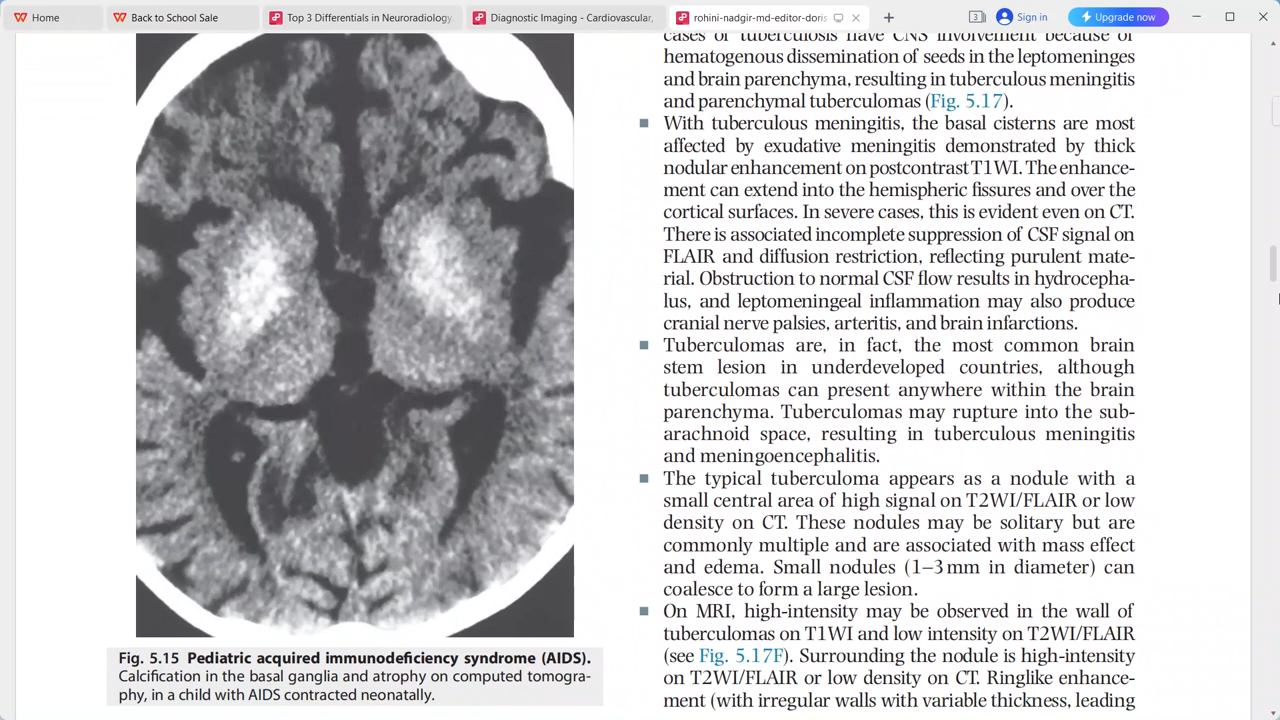 Home
Back to School Sale
Top 3 Differentials in Neuroradiology
Diagnostic Imaging - Cardiovascular,
rohini-nadgir-md-editor-doris
3
Sign in
Upgrade now
cases of tuberculosis have CNS involvement because of
hematogenous dissemination of seeds in the leptomeninges
and brain parenchyma, resulting in tuberculous meningitis
and parenchymal tuberculomas (Fig. 5.17).
With tuberculous meningitis, the basal cisterns are most
affected by exudative meningitis demonstrated by thick
nodular enhancement on postcontrast T1WI. The enhance-
ment can extend into the hemispheric fissures and over the
cortical surfaces. In severe cases, this is evident even on CT.
There is associated incomplete suppression of CSF signal on
FLAIR and diffusion restriction, reflecting purulent mate-
rial. Obstruction to normal CSF flow results in hydrocepha-
lus, and leptomeningeal inflammation may also produce
cranial nerve palsies, arteritis, and brain infarctions.
Tuberculomas are, in fact, the most common brain
stem lesion in underdeveloped countries, although
tuberculomas can present anywhere within the brain
parenchyma. Tuberculomas may rupture into the sub-
arachnoid space, resulting in tuberculous meningitis
and meningoencephalitis.
The typical tuberculoma appears as a nodule with a
small central area of high signal on T2WI/FLAIR or low
density on CT. These nodules may be solitary but are
commonly multiple and are associated with mass effect
and edema. Small nodules (1–3 mm in diameter) can
coalesce to form a large lesion.
On MRI, high-intensity may be observed in the wall of
tuberculomas on T1WI and low intensity on T2WI/FLAIR
(see Fig. 5.17F). Surrounding the nodule is high-intensity
on T2WI/FLAIR or low density on CT. Ringlike enhance-
ment (with irregular walls with variable thickness, leading
Fig. 5.15 Pediatric acquired immunodeficiency syndrome (AIDS).
Calcification in the basal ganglia and atrophy on computed tomogra-
phy, in a child with AIDS contracted neonatally.